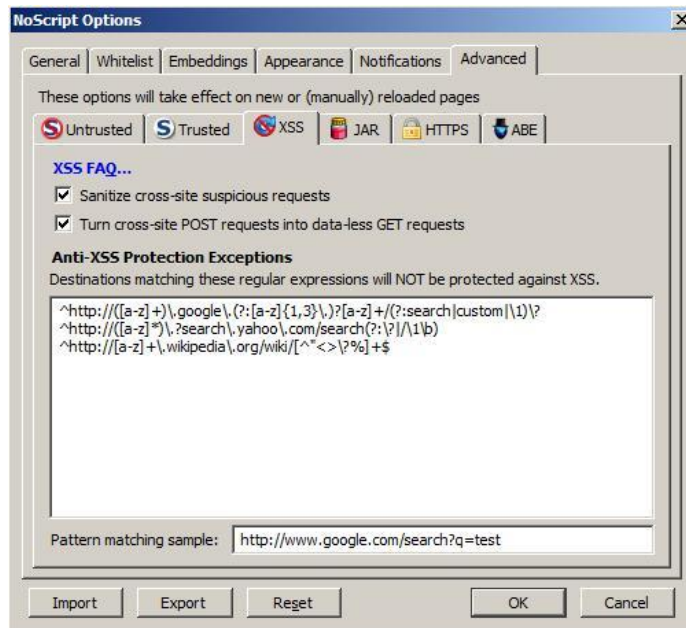 NoScript Options
General Whitelist Embeddings Appearance Notifications Advanced
These options will take effect on new or (manually) reloaded pages
Untrusted Trusted XSS JAR HTTPS ABE
XSS FAQ...
Sanitize cross-site suspicious requests
Turn cross-site POST requests into data-less GET requests
Anti-XSS Protection Exceptions
Destinations matching these regular expressions will NOT be protected against XSS.
^http://([a-z]+)\.google\.(?:[a-z]{1,3}\.)?[a-z]+/(?:search|custom|\1)\?
^http://([a-z]*)\.?search\.yahoo\.com/search(?:\?|/\1\b)
^http://[a-z]+\.wikipedia\.org/wiki/[^"<>\?%]+$
Pattern matching sample: http://www.google.com/search?q=test
Import Export Reset OK Cancel